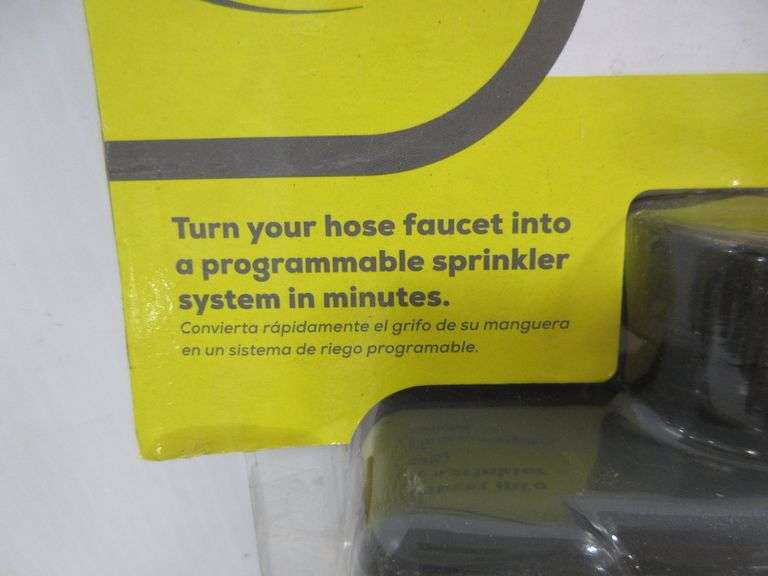 Turn your hose faucet into
a programmable sprinkler
system in minutes.
Convierta rápidamente el grifo de su manguera
en un sistema de riego programable.